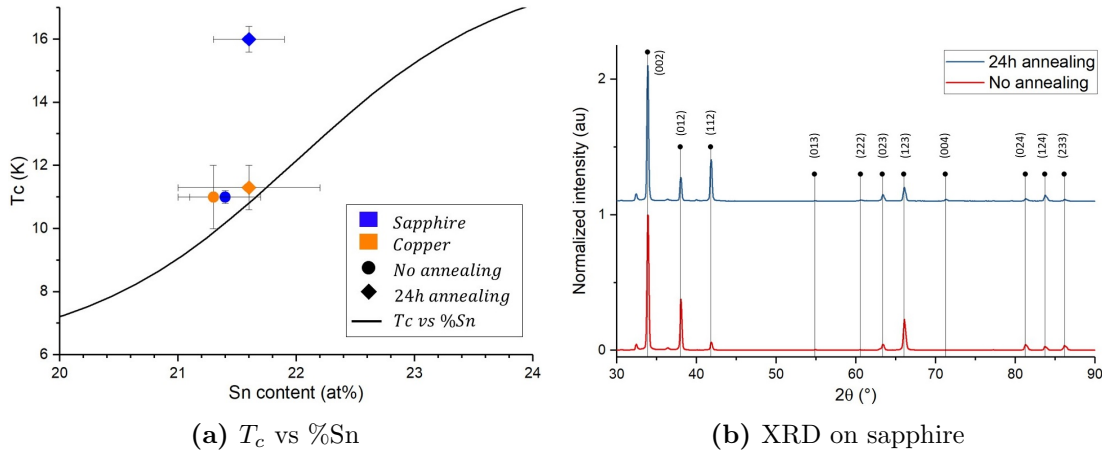 16
14
12
10
8
6
Tc (K)
20
21
22
23
24
Sn content (at%)
Sapphire
Copper
No annealing
24h annealing
Tc vs %Sn
(a) Tc vs %Sn
2
1
0
Normalized intensity (au)
30
40
50
60
70
80
90
2θ (°)
24h annealing
No annealing
(002)
(012)
(112)
(013)
(222)
(023)
(123)
(004)
(024)
(124)
(233)
(b) XRD on sapphire